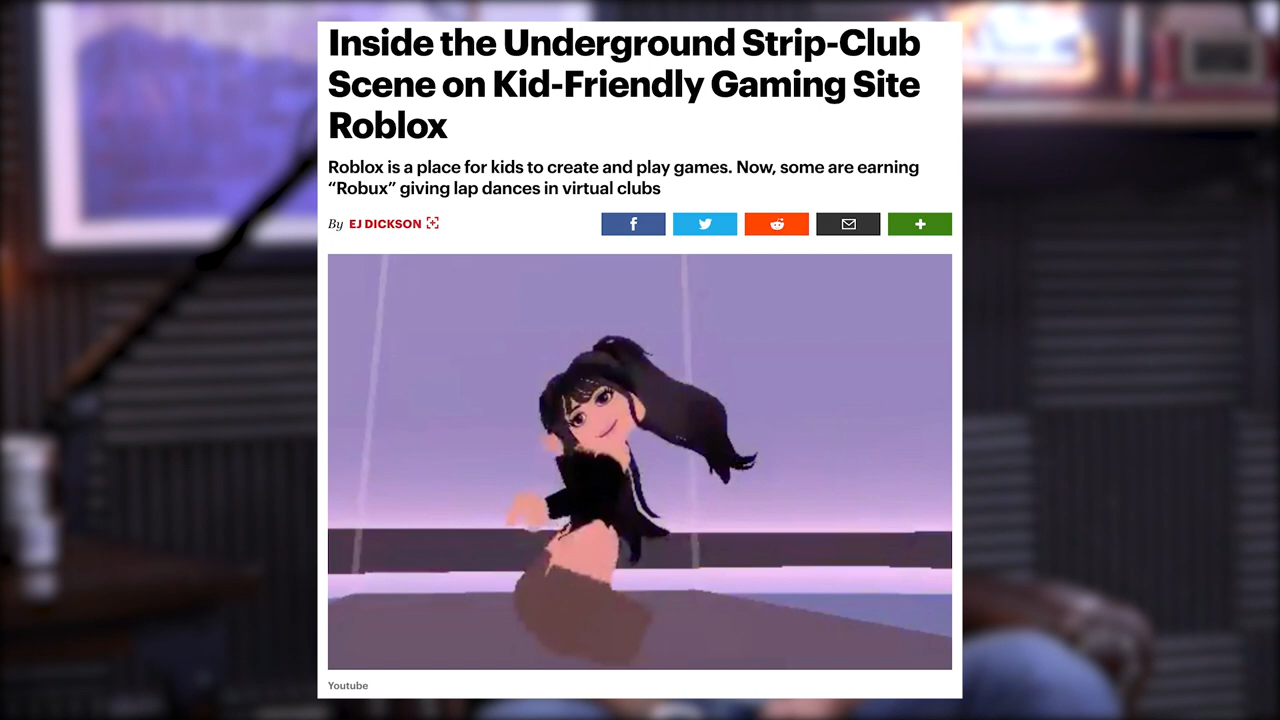 Inside the Underground Strip-Club
Scene on Kid-Friendly Gaming Site
Roblox
Roblox is a place for kids to create and play games. Now, some are earning
“Robux” giving lap dances in virtual clubs
By EJ DICKSON
Youtube